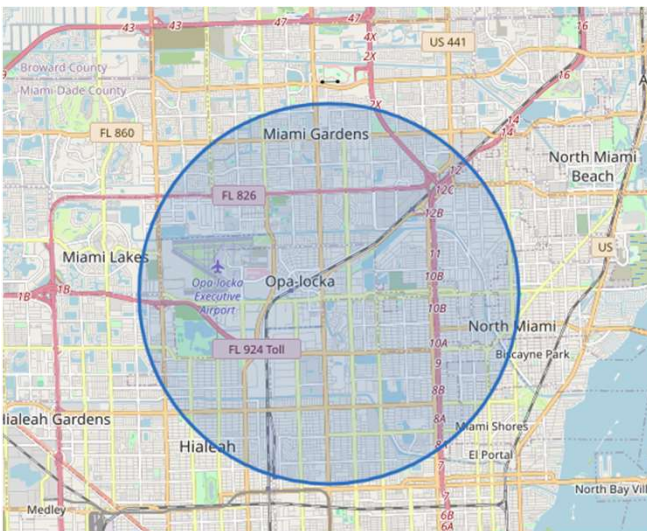 47
47
43
43
4X
2X
US 441
16
16
9
Broward County
Miami-Dade County
2X
FL 860
Miami Gardens
14
14
12
North Miami
Beach
12C
FL 826
12B
US
Miami Lakes
11
10B
Opa-locka
Opa-locka
Executive
Airport
1B
1B
10B
North Miami
10A
FL 924 Toll
Biscayne Park
9
8B
Hialeah Gardens
8A
Miami Shores
Hialeah
El Portal
7
North Bay Vill
Medley
6B
6A